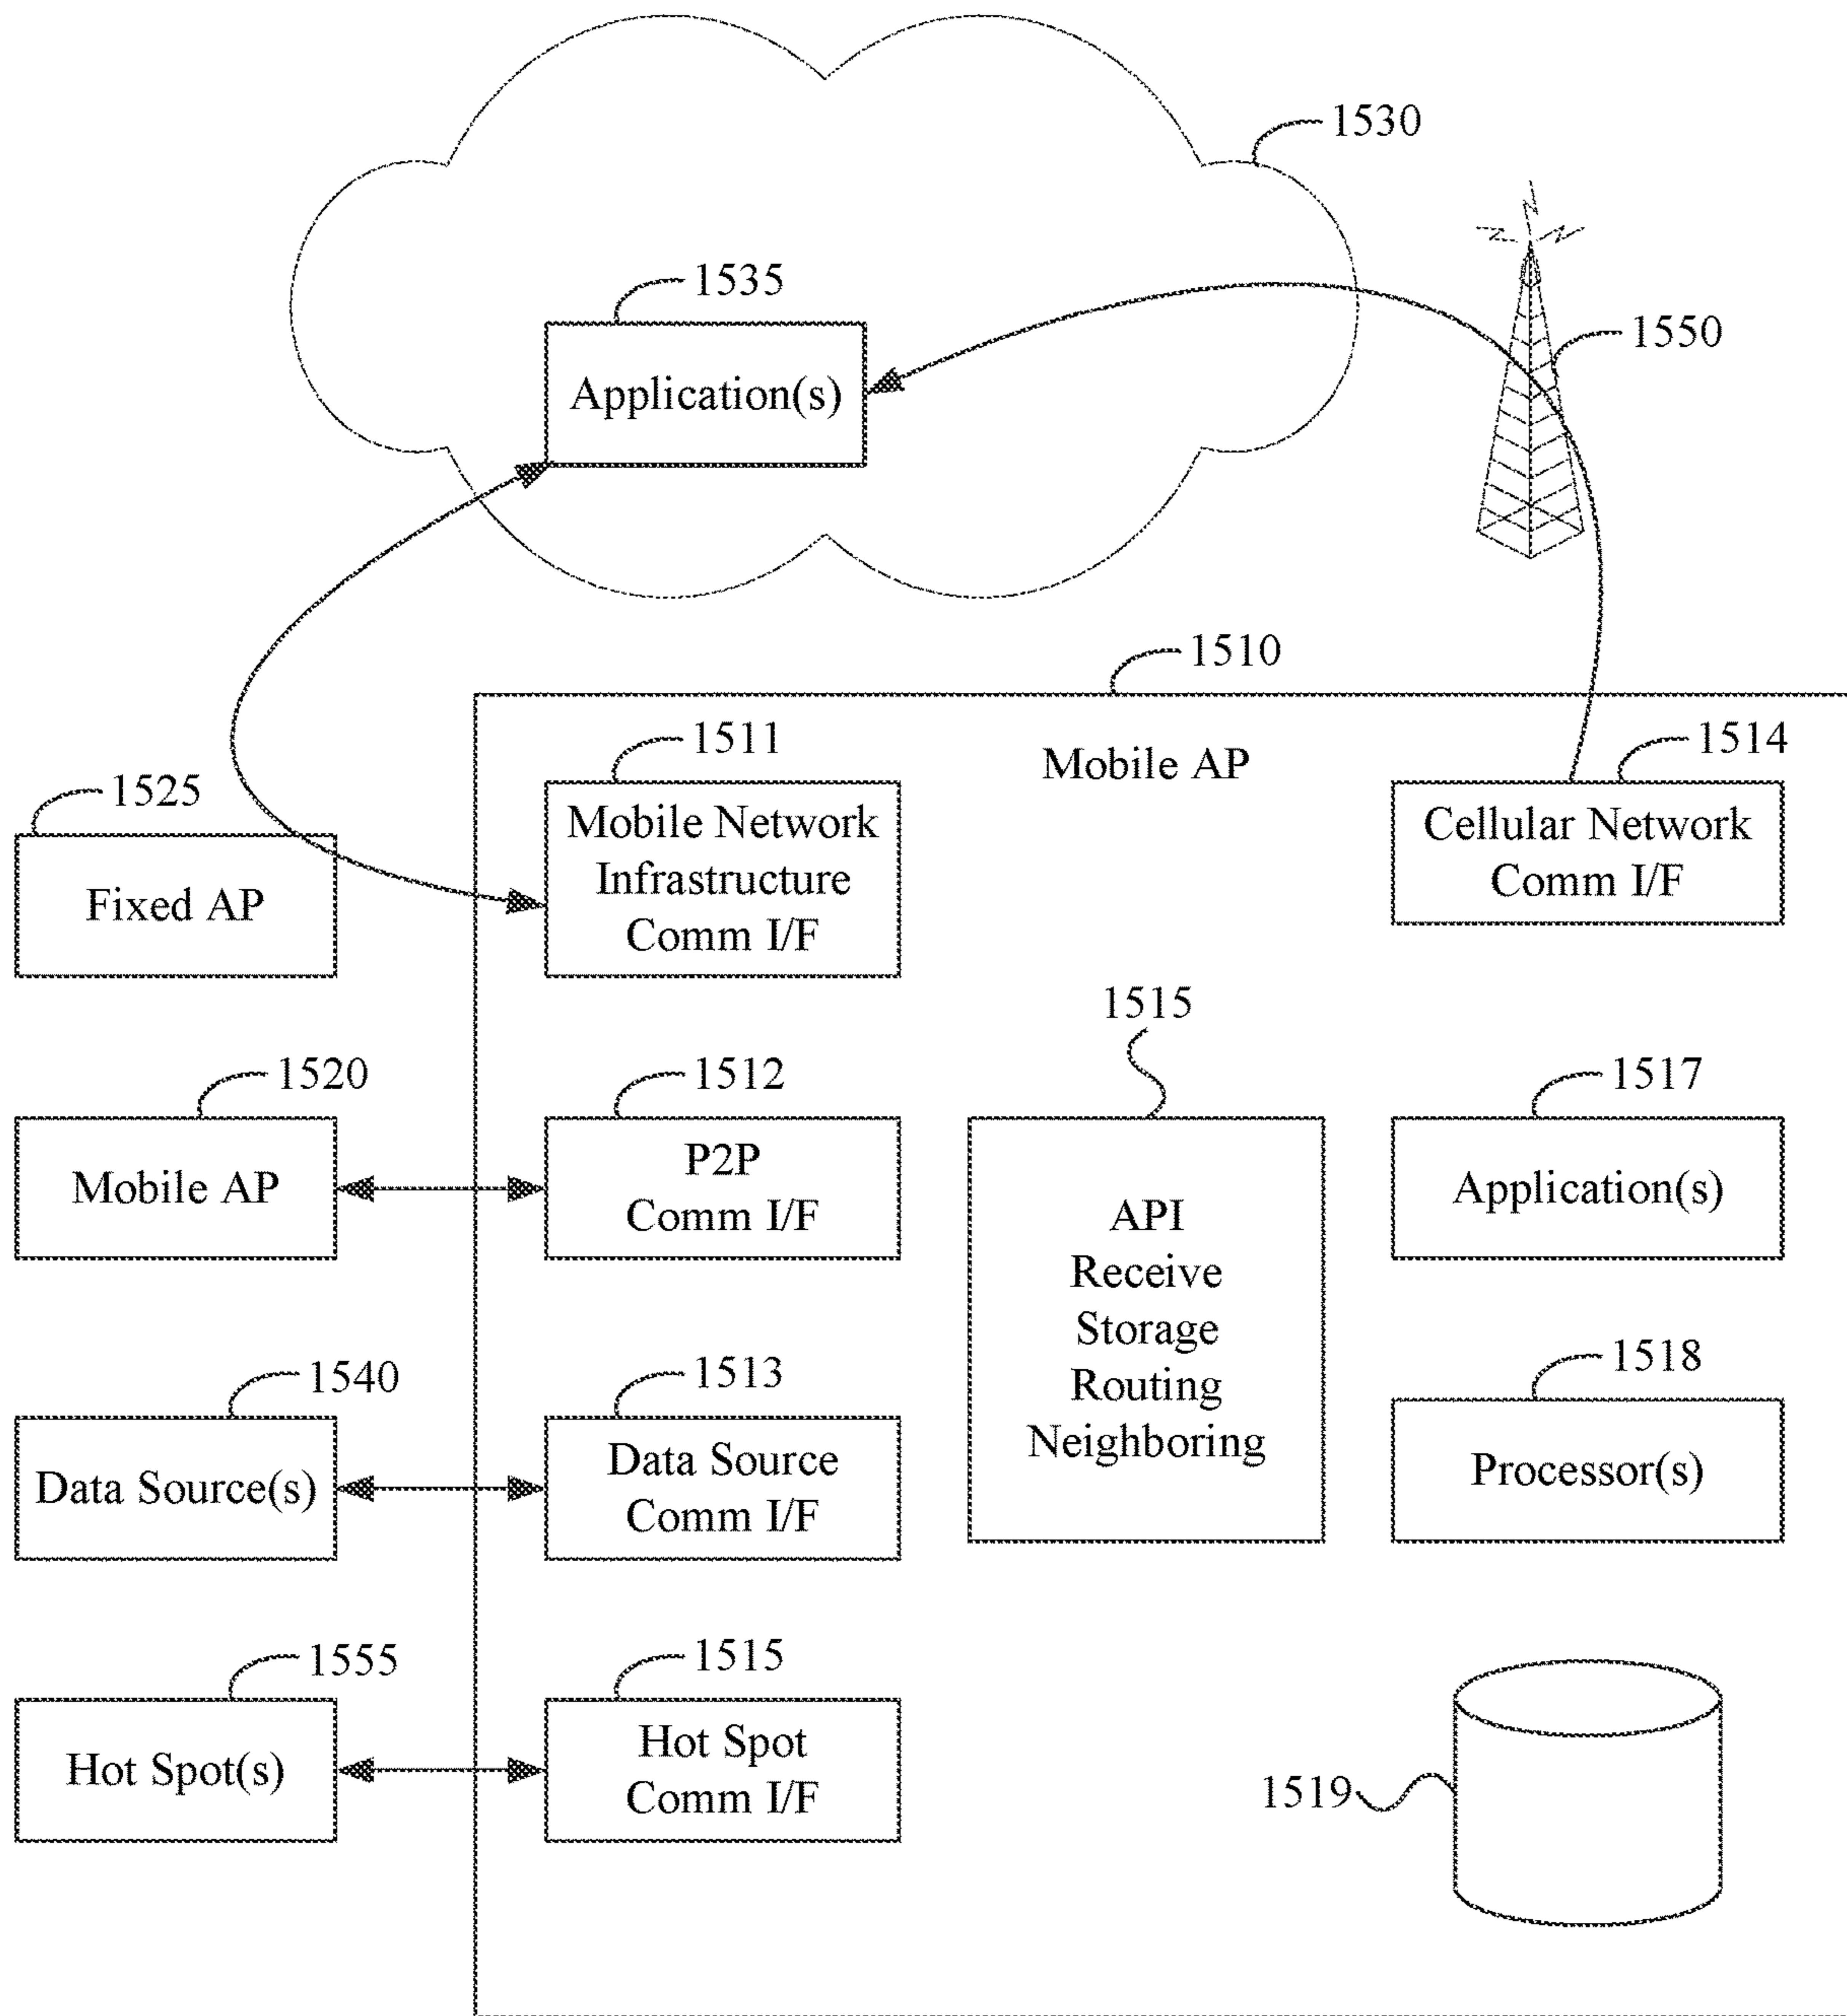 1530
1535
Application(s)
1550
1510
Mobile AP
1511
Mobile Network
Infrastructure
Comm I/F
1514
Cellular Network
Comm I/F
1525
Fixed AP
1520
Mobile AP
1512
P2P
Comm I/F
1515
API
Receive
Storage
Routing
Neighboring
1517
Application(s)
1540
Data Source(s)
1513
Data Source
Comm I/F
1518
Processor(s)
1555
Hot Spot(s)
1515
Hot Spot
Comm I/F
1519